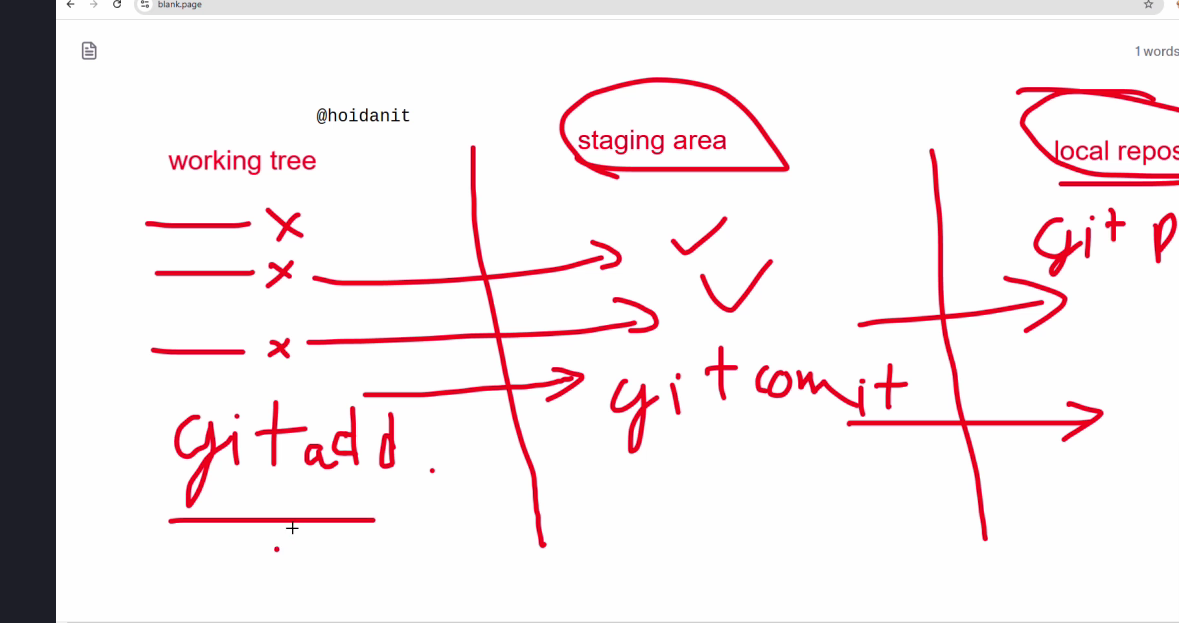 blank.page
1 words
@hoidanit
working tree
staging area
local repos
git add .
git comit
git p